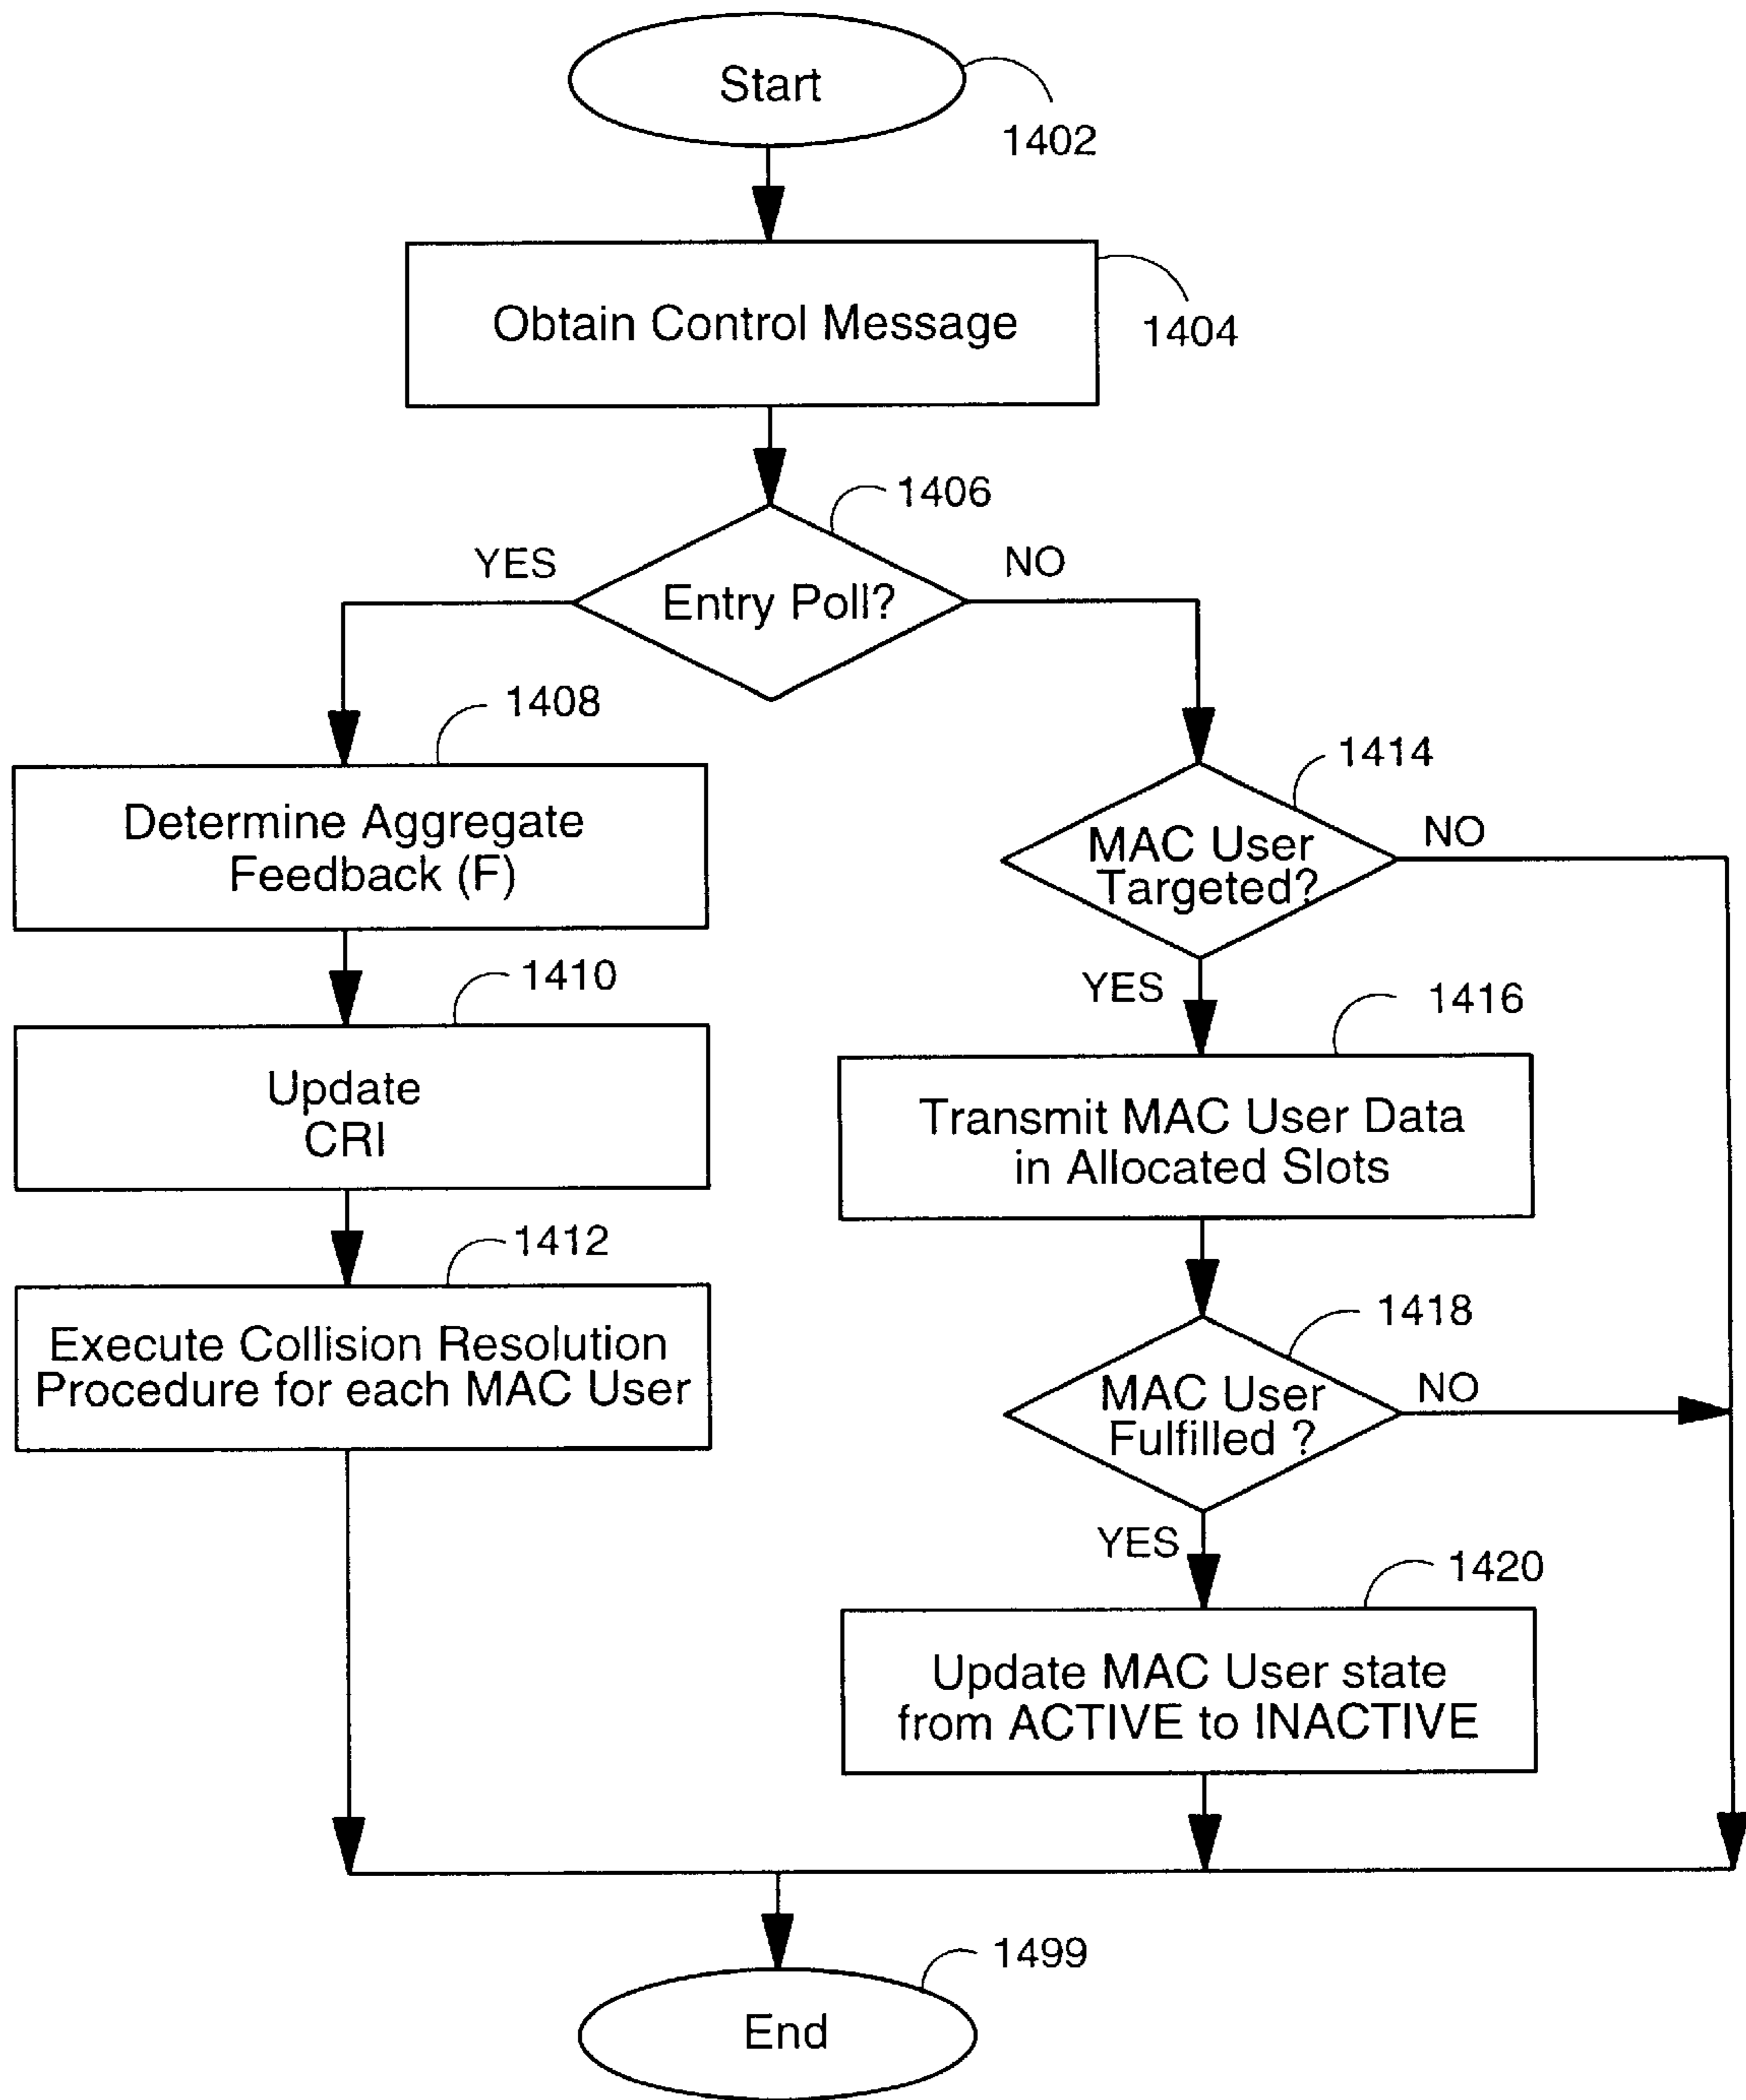 Start
1402
Obtain Control Message
1404
1406
YES
NO
Entry Poll?
1408
Determine Aggregate
Feedback (F)
1410
Update
CRI
1412
Execute Collision Resolution
Procedure for each MAC User
1414
MAC User
Targeted?
NO
YES
1416
Transmit MAC User Data
in Allocated Slots
1418
MAC User
Fulfilled ?
NO
YES
1420
Update MAC User state
from ACTIVE to INACTIVE
1499
End